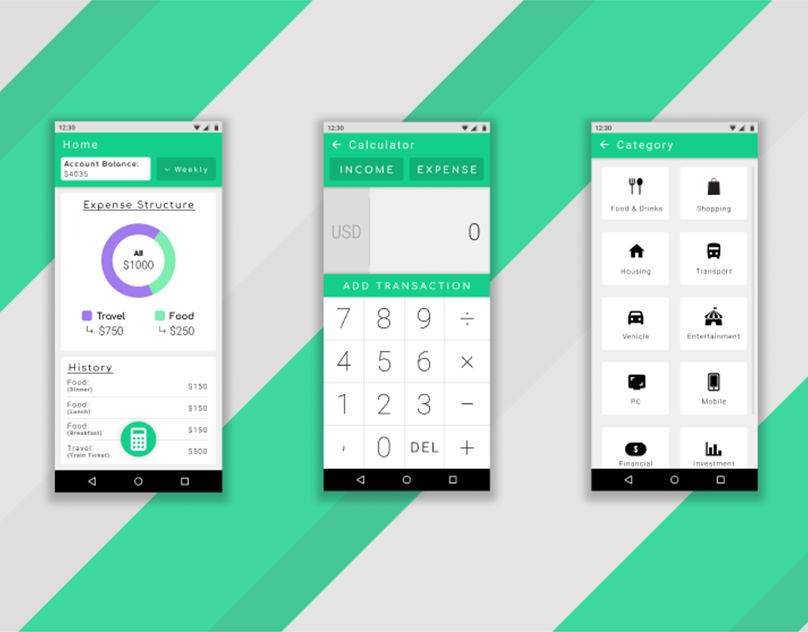 12:30
Home
Account Balance:
$4035
Weekly
Expense Structure
All
$1000
Travel
Food
↳ $750
↳ $250
History
Food:
(Dinner)
$150
Food:
(Lunch)
$150
Food:
(Breakfast)
$150
Travel:
(Train Ticket)
$500
12:30
← Calculator
INCOME
EXPENSE
USD
0
ADD TRANSACTION
7 8 9 ÷
4 5 6 ×
1 2 3 −
, 0 DEL +
12:30
← Category
Food & Drinks
Shopping
Housing
Transport
Vehicle
Entertainment
PC
Mobile
$
Financial
Investment